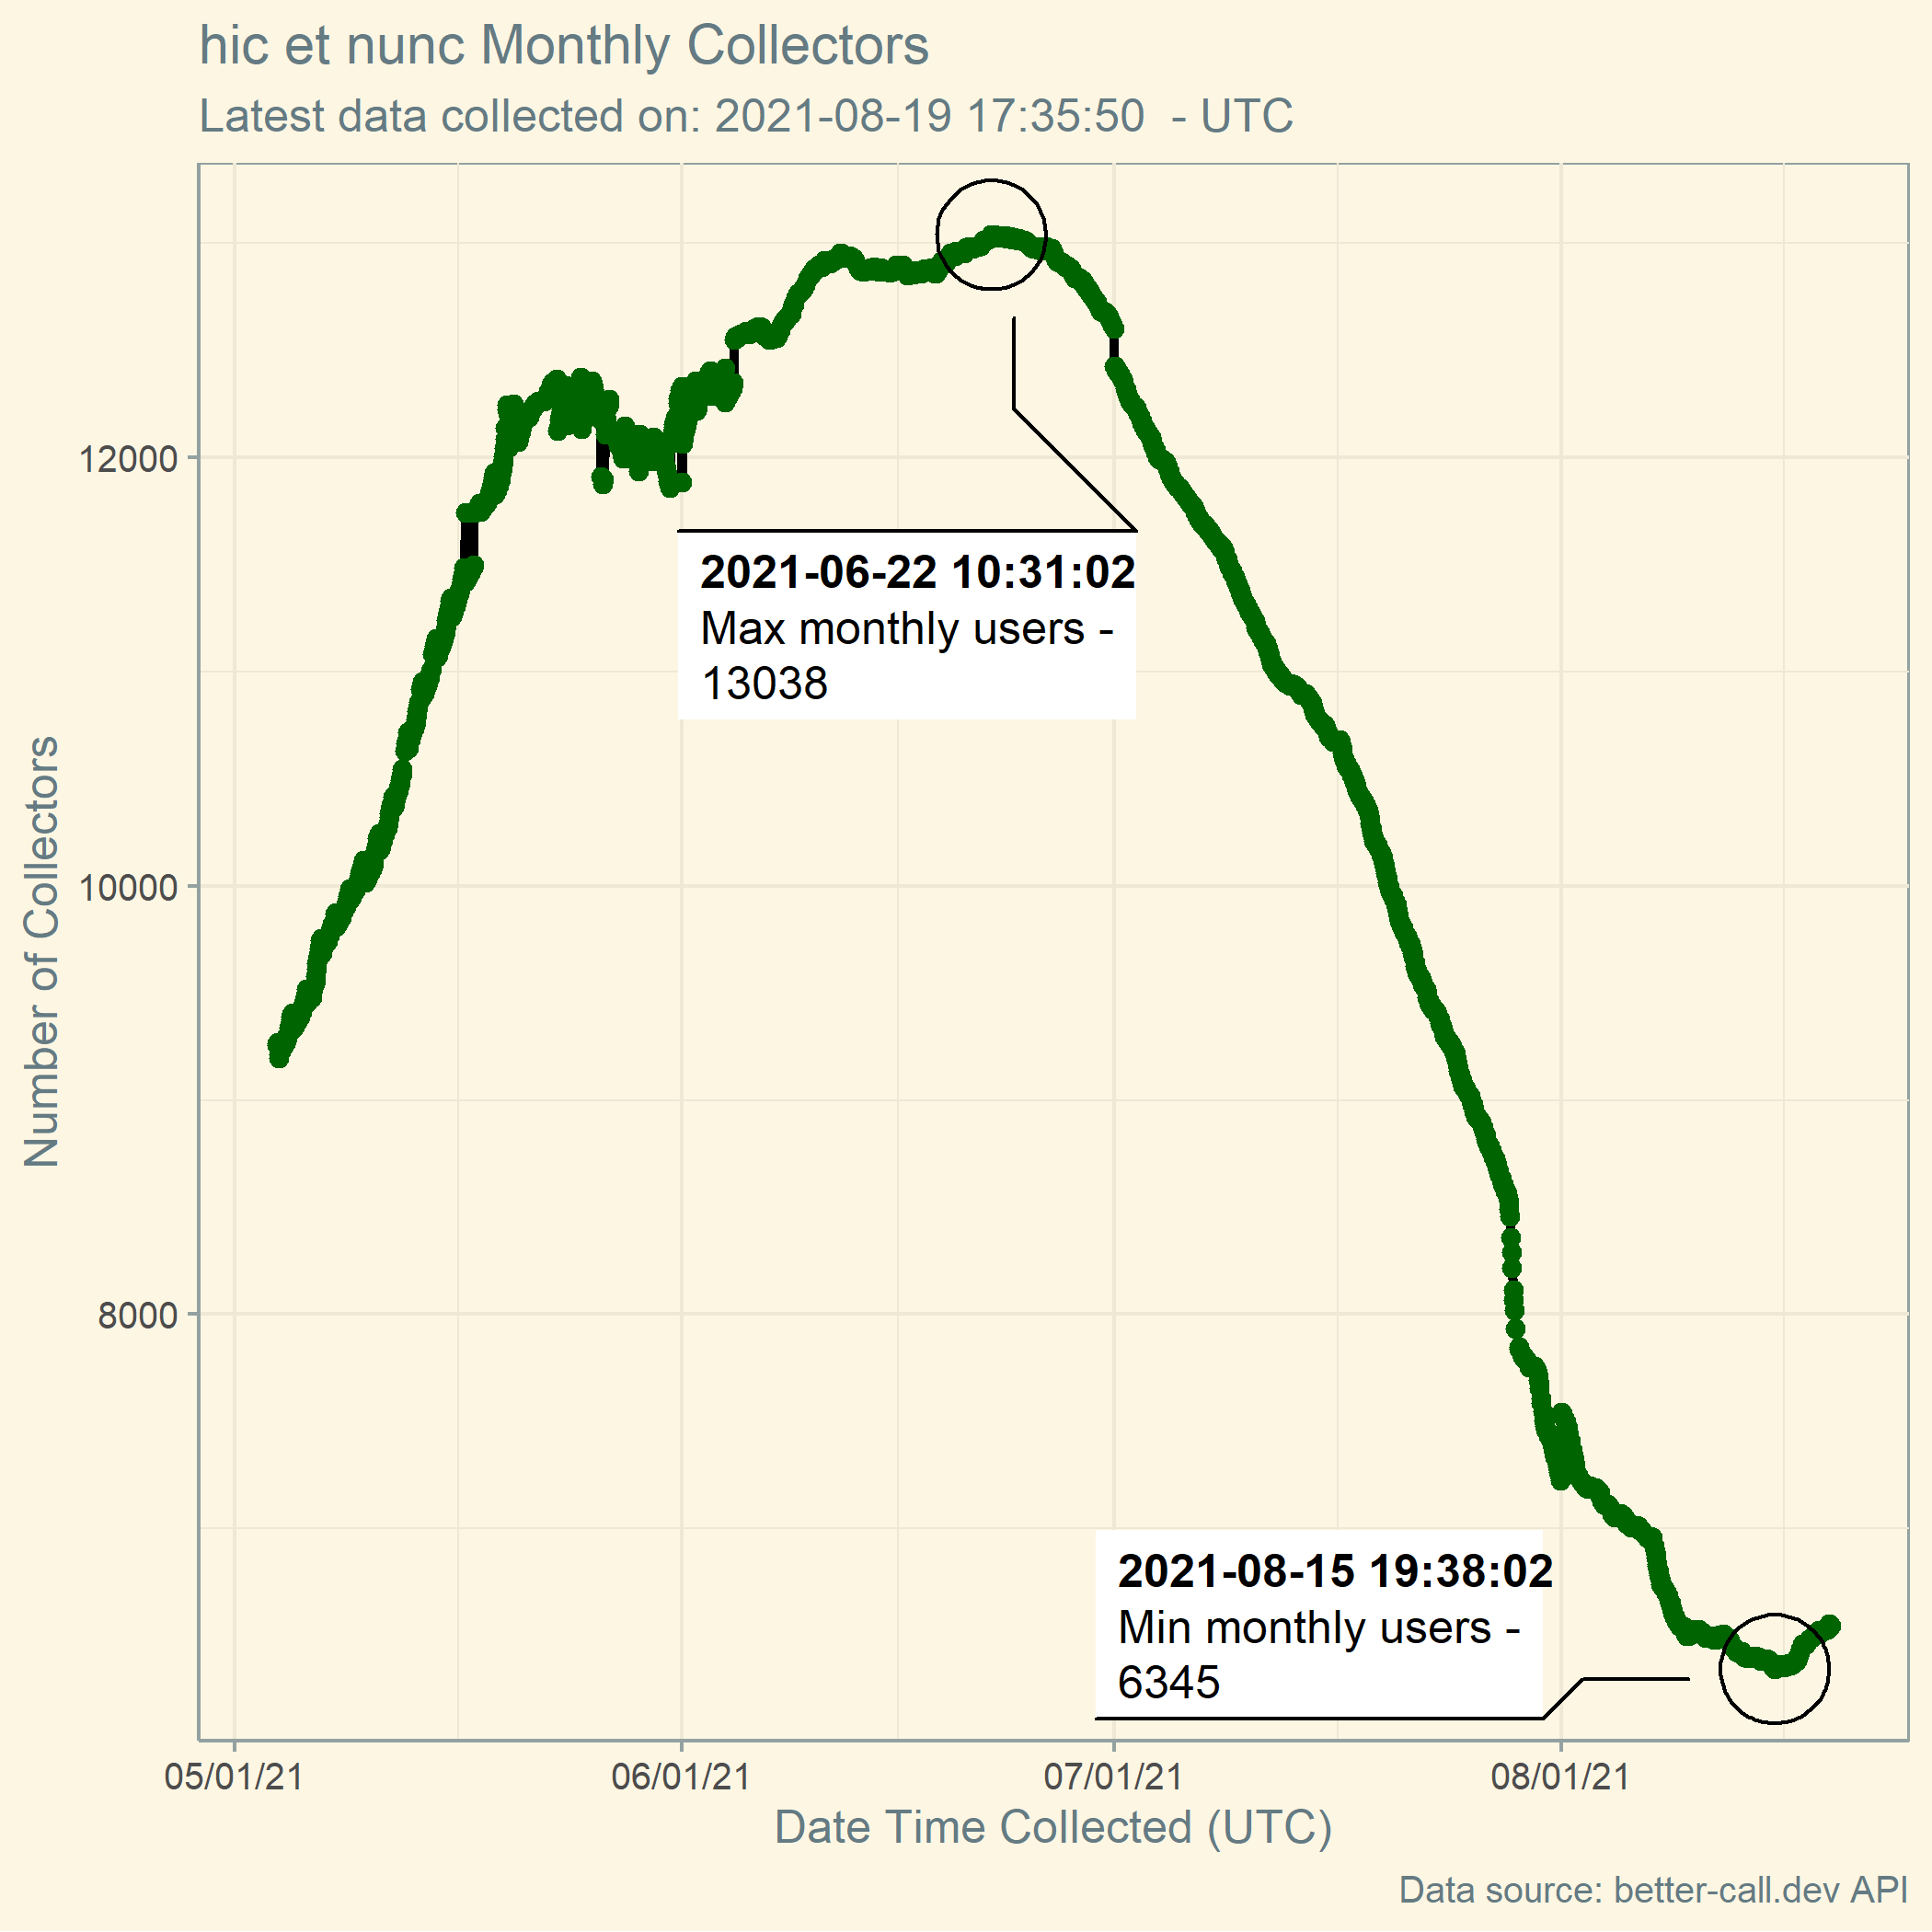 hic et nunc Monthly Collectors
Latest data collected on: 2021-08-19 17:35:50  - UTC
Number of Collectors
12000
10000
8000
2021-06-22 10:31:02
Max monthly users -
13038
2021-08-15 19:38:02
Min monthly users -
6345
05/01/21
06/01/21
07/01/21
08/01/21
Date Time Collected (UTC)
Data source: better-call.dev API